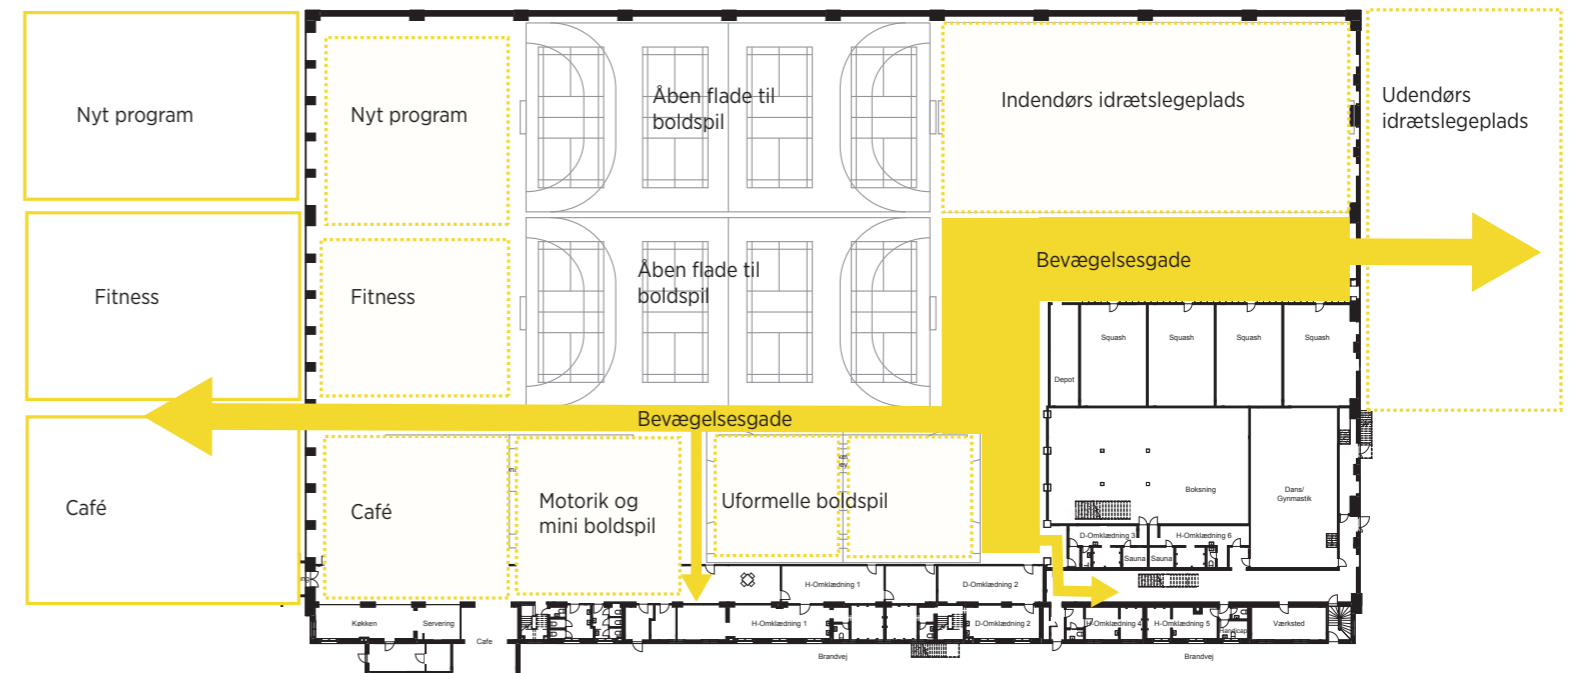 Nyt program
Nyt program
Åben flade til
boldspil
Indendørs idrætslegeplads
Udendørs
idrætslegeplads
Fitness
Fitness
Åben flade til
boldspil
Bevægelsesgade
Squash
Squash
Squash
Squash
Depot
Bevægelsesgade
Café
Café
Motorik og
mini boldspil
Uformelle boldspil
Boksning
Dans/
Gymnastik
D-Omklædning 3
H-Omklædning 6
Sauna
Sauna
H-Omklædning 1
D-Omklædning 2
Køkken
Servering
H-Omklædning 1
D-Omklædning 2
H-Omklædning 4
H-Omklædning 5
Handicap
Værksted
Cafe
Brandvej
Brandvej